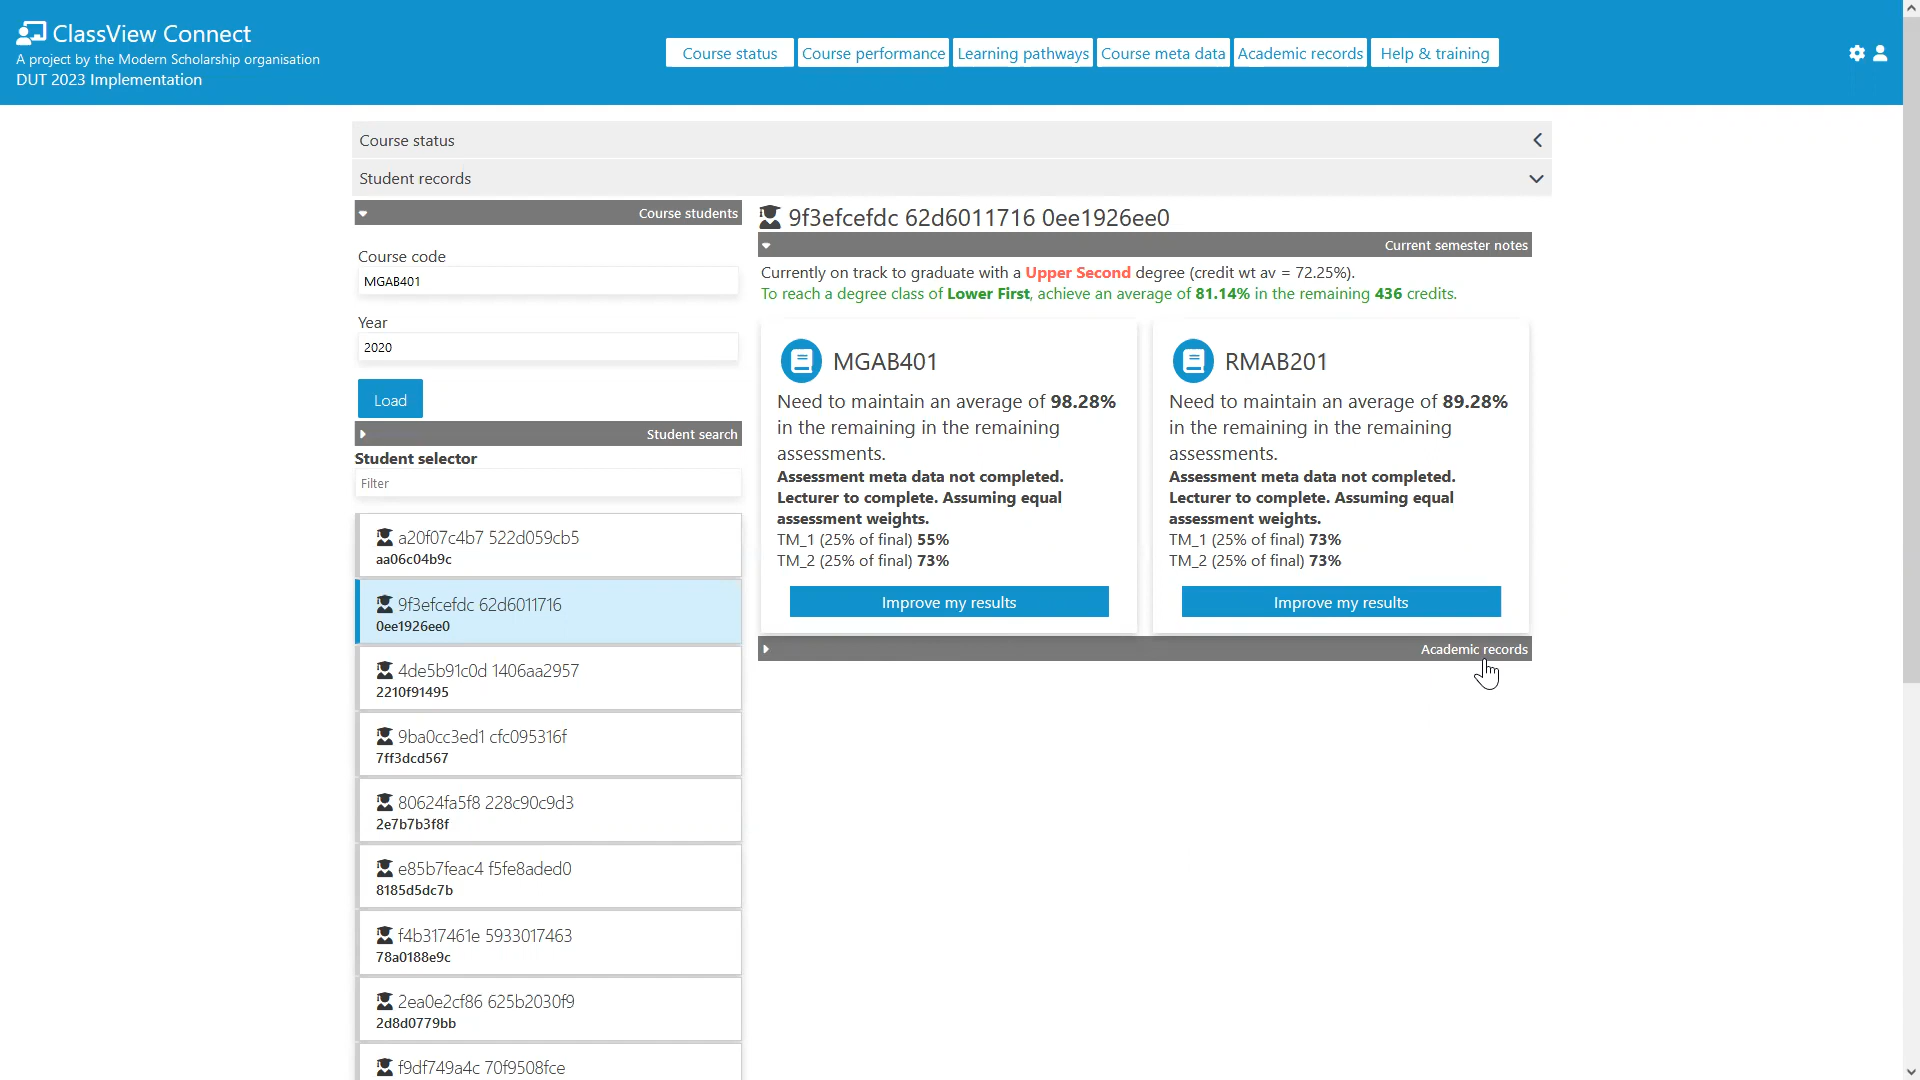 ClassView Connect
A project by the Modern Scholarship organisation
DUT 2023 Implementation
Course status
Course performance
Learning pathways
Course meta data
Academic records
Help & training
Course status
Student records
Course students
Course code
MGAB401
Year
2020
Load
Student search
Student selector
Filter
a20f07c4b7 522d059cb5
aa06c04b9c
9f3efcefdc 62d6011716
0ee1926ee0
4de5b91c0d 1406aa2957
2210f91495
9ba0cc3ed1 cfc095316f
7ff3dcd567
80624fa5f8 228c90c9d3
2e7b7b3f8f
e85b7feac4 f5fe8aded0
8185d5dc7b
f4b317461e 5933017463
78a0188e9c
2ea0e2cf86 625b2030f9
2d8d0779bb
f9df749a4c 70f9508fce
9f3efcefdc 62d6011716 0ee1926ee0
Current semester notes
Currently on track to graduate with a Upper Second degree (credit wt av = 72.25%).
To reach a degree class of Lower First, achieve an average of 81.14% in the remaining 436 credits.
MGAB401
Need to maintain an average of 98.28%
in the remaining in the remaining
assessments.
Assessment meta data not completed.
Lecturer to complete. Assuming equal
assessment weights.
TM_1 (25% of final) 55%
TM_2 (25% of final) 73%
Improve my results
RMAB201
Need to maintain an average of 89.28%
in the remaining in the remaining
assessments.
Assessment meta data not completed.
Lecturer to complete. Assuming equal
assessment weights.
TM_1 (25% of final) 73%
TM_2 (25% of final) 73%
Improve my results
Academic records